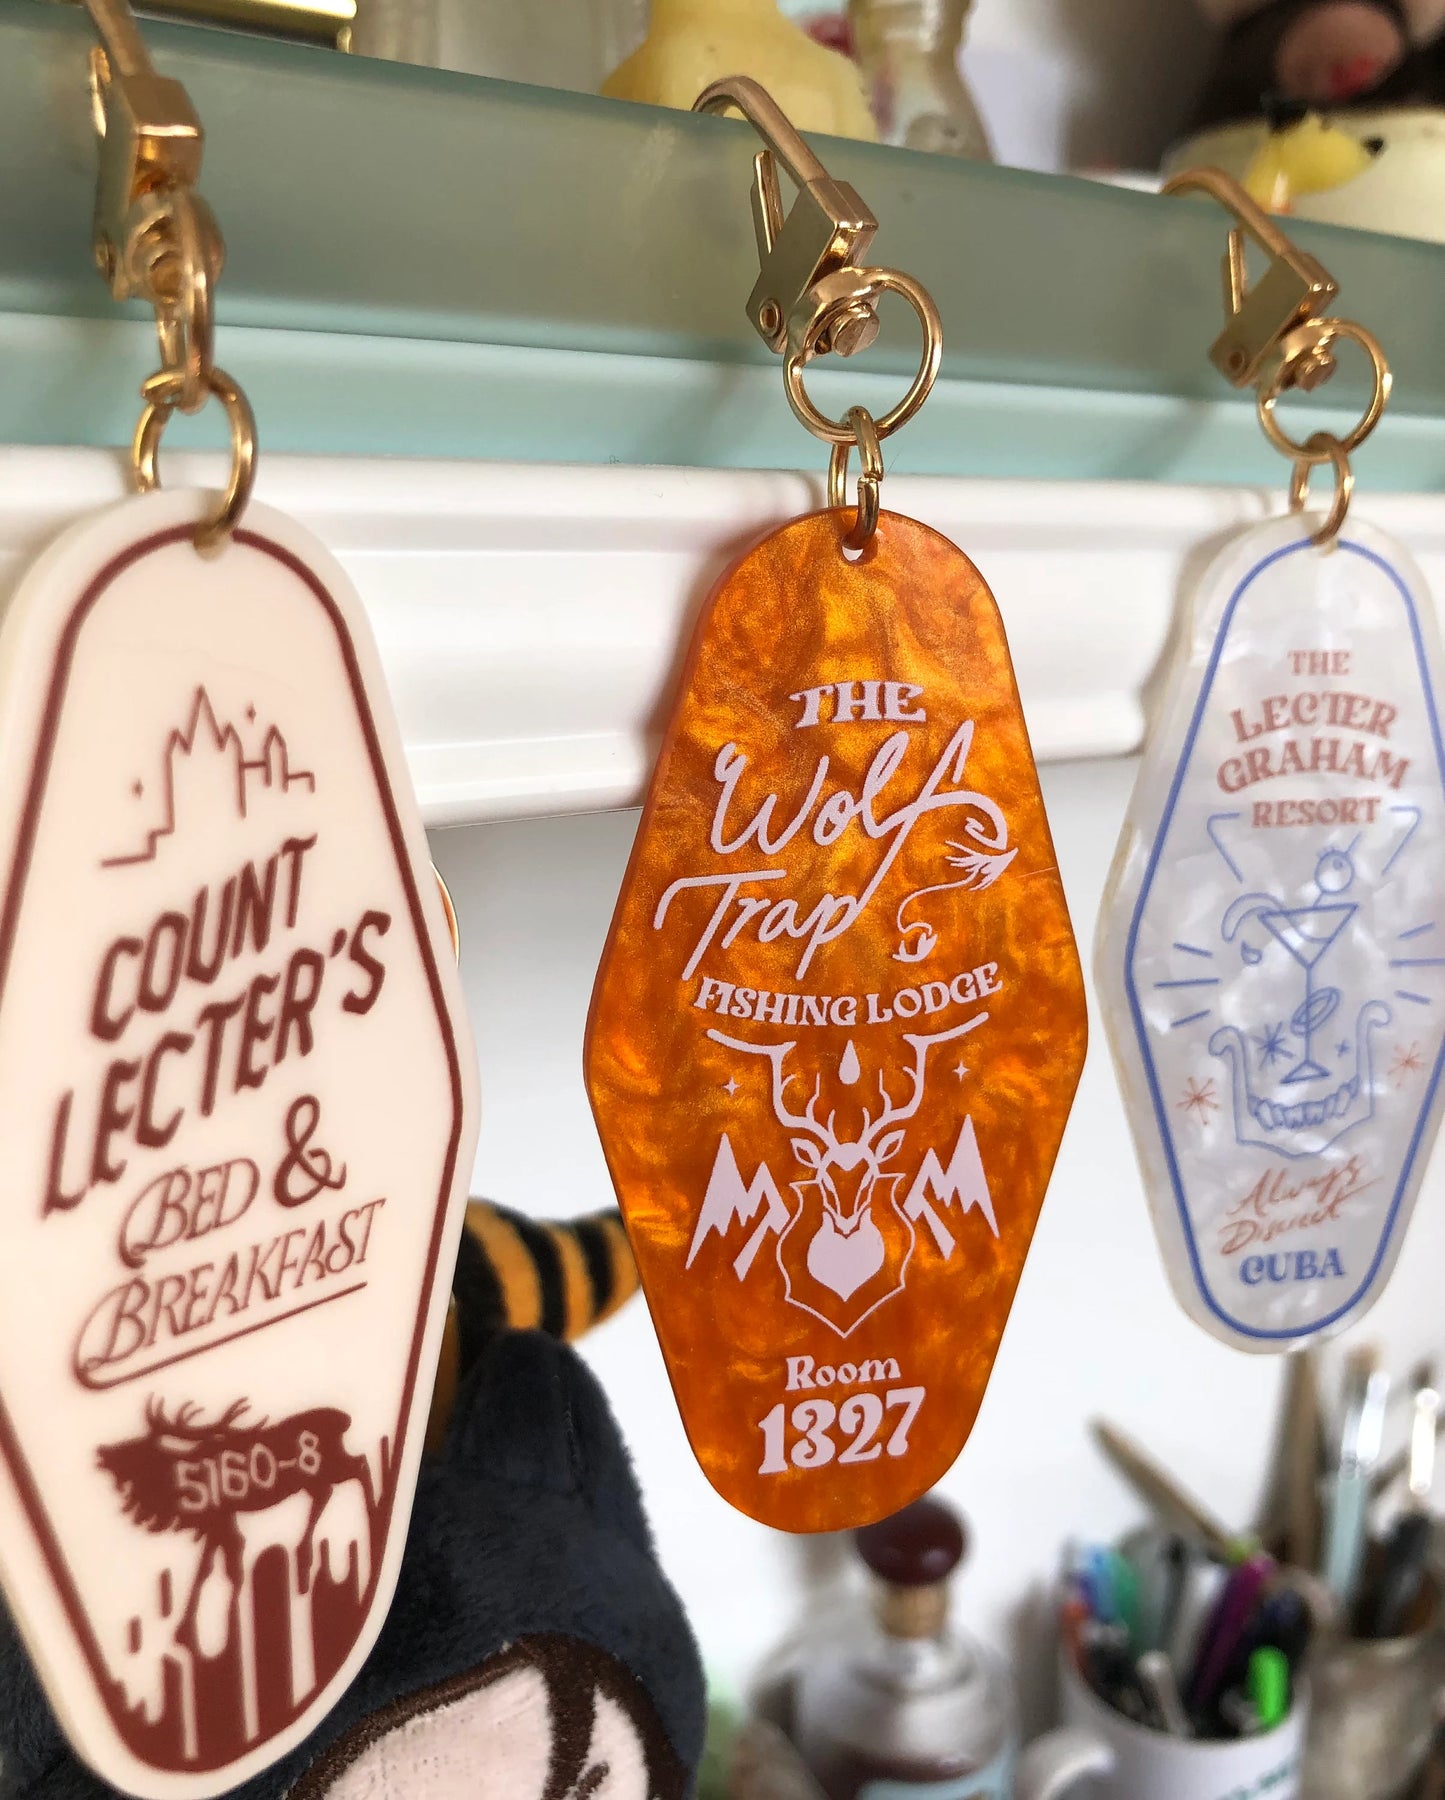 COUNT
LECTER'S
BED &
BREAKFAST
5160-8
THE
Wolf
Trap
FISHING LODGE
Room
1327
THE
LECTER
GRAHAM
RESORT
Always
Discreet
CUBA